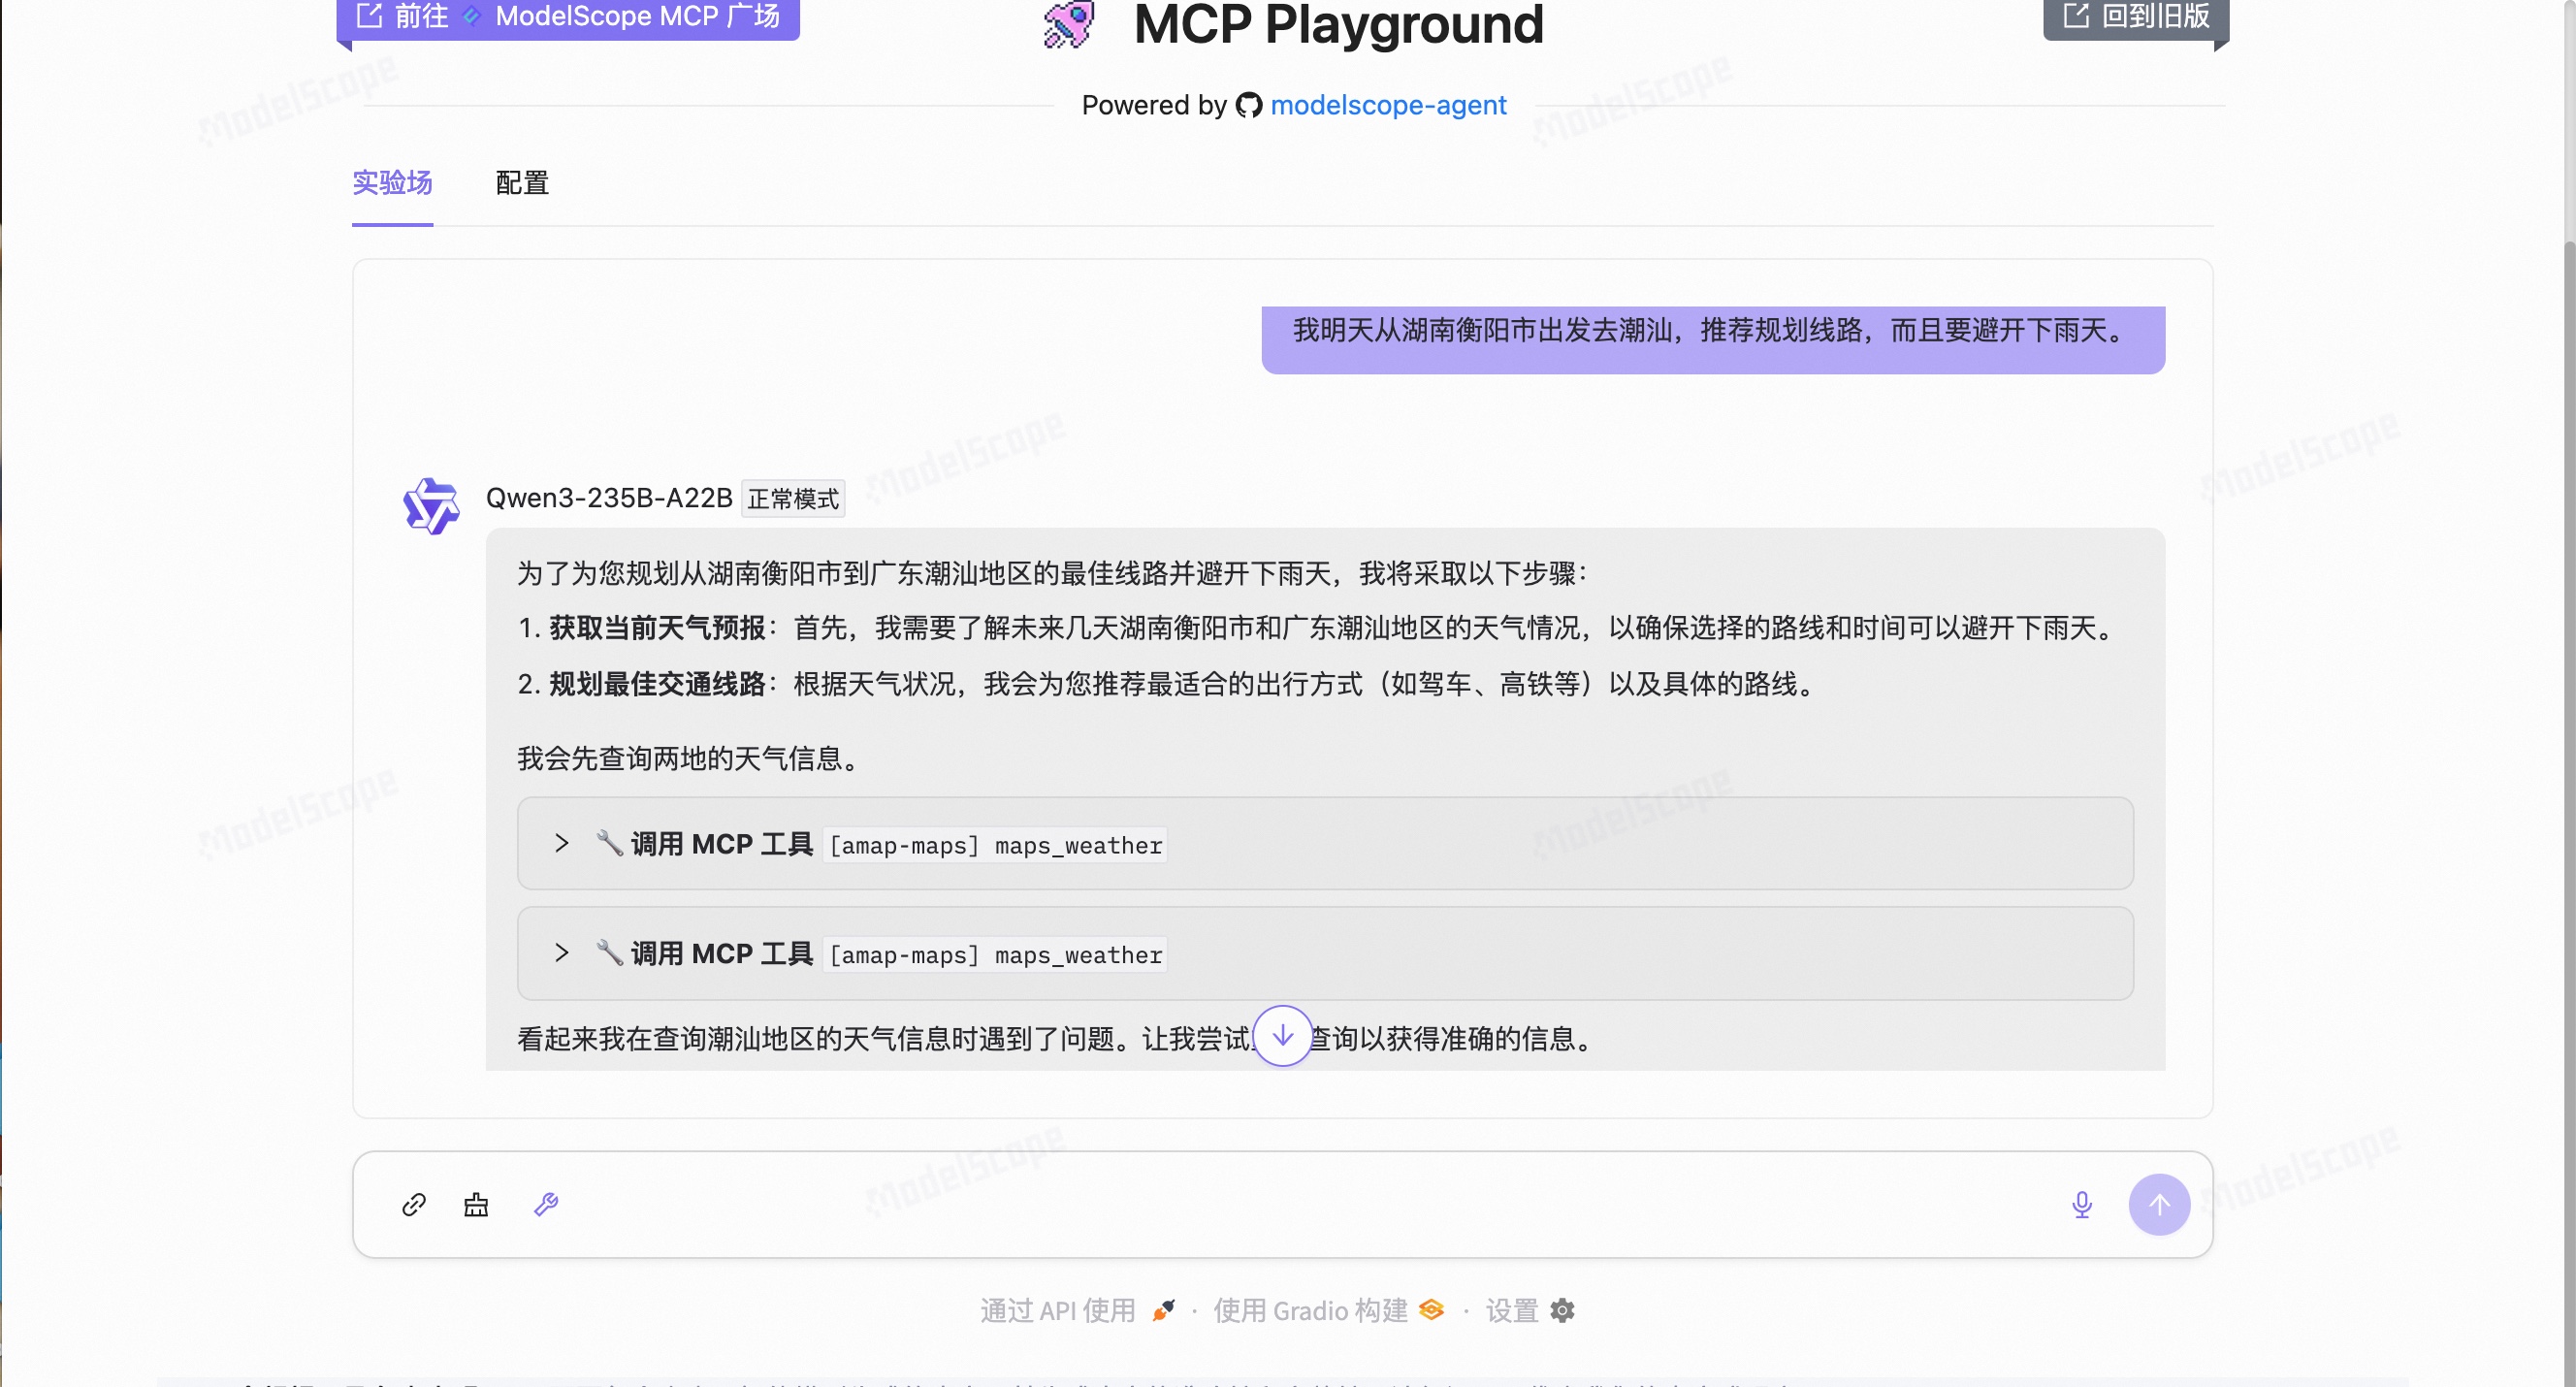 前往 ModelScope MCP 广场
MCP Playground
回到旧版
Powered by modelscope-agent
实验场
配置
我明天从湖南衡阳市出发去潮汕，推荐规划线路，而且要避开下雨天。
Qwen3-235B-A22B 正常模式
为了为您规划从湖南衡阳市到广东潮汕地区的最佳线路并避开下雨天，我将采取以下步骤：
1. 获取当前天气预报：首先，我需要了解未来几天湖南衡阳市和广东潮汕地区的天气情况，以确保选择的路线和时间可以避开下雨天。
2. 规划最佳交通线路：根据天气状况，我会为您推荐最适合的出行方式（如驾车、高铁等）以及具体的路线。
我会先查询两地的天气信息。
调用 MCP 工具 [amap-maps] maps_weather
调用 MCP 工具 [amap-maps] maps_weather
看起来我在查询潮汕地区的天气信息时遇到了问题。让我尝试查询以获得准确的信息。
通过 API 使用 · 使用 Gradio 构建 · 设置
ModelScope
ModelScope
ModelScope
ModelScope
ModelScope
ModelScope
ModelScope
ModelScope